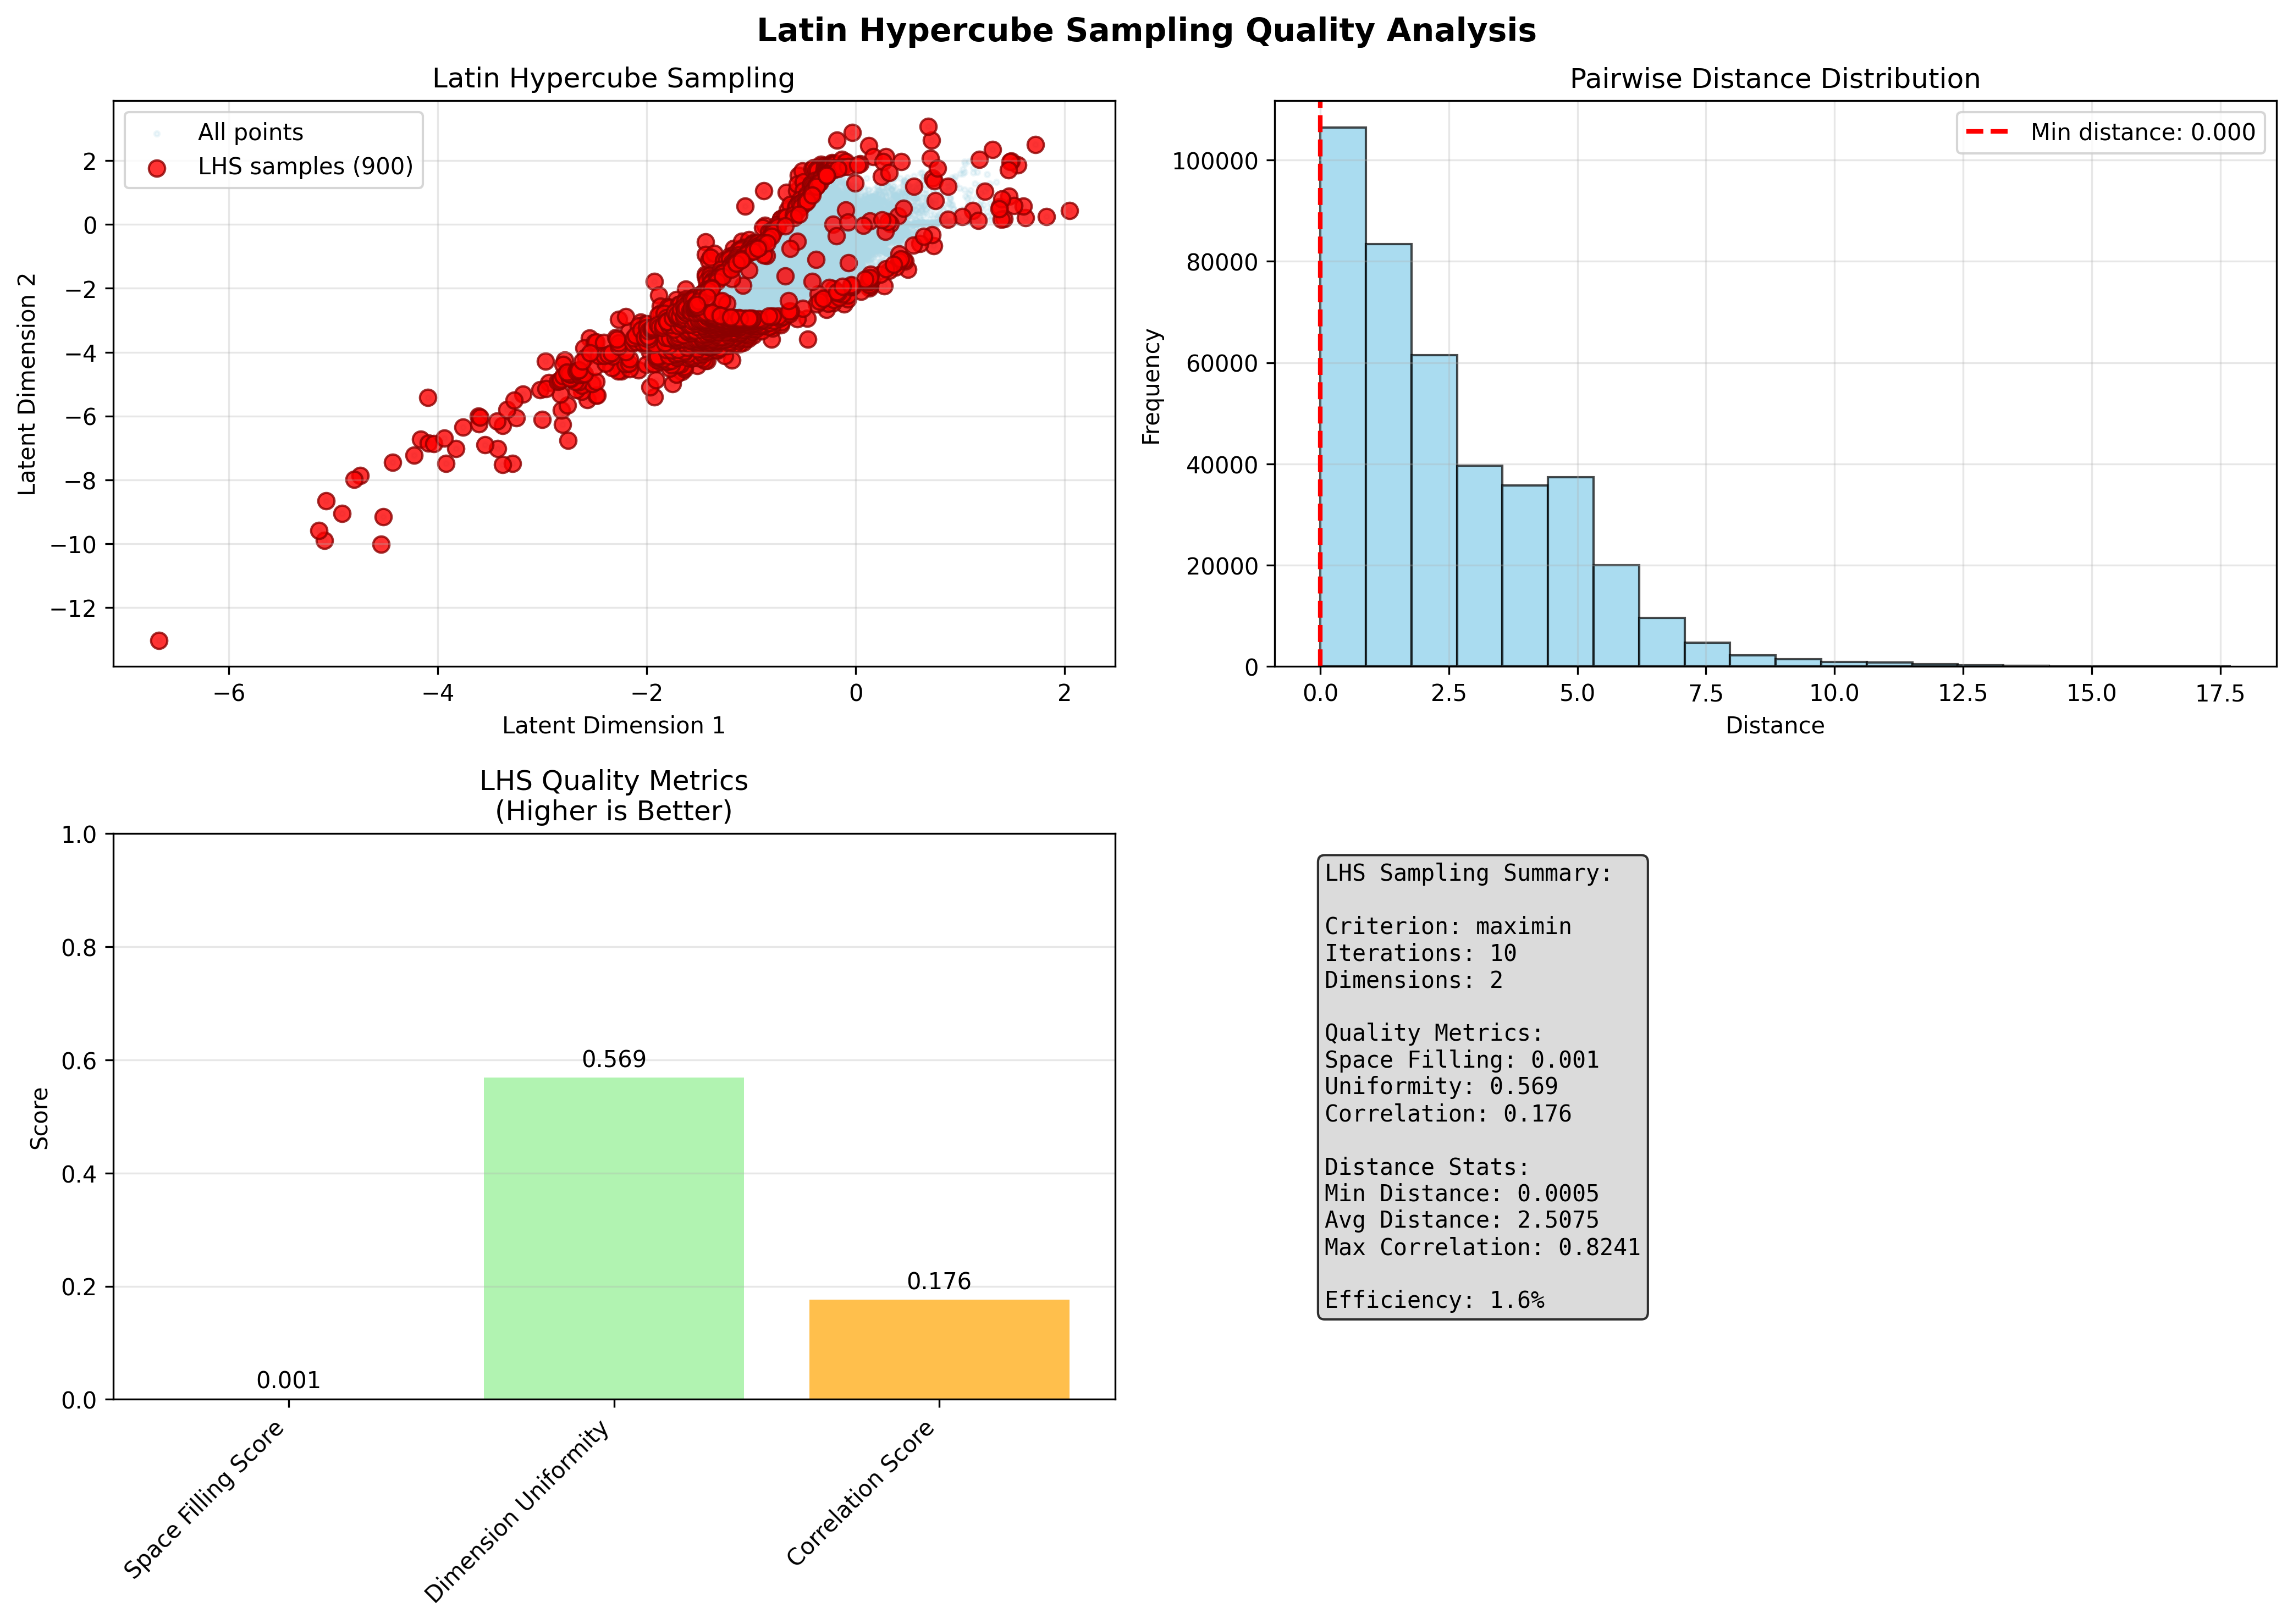 Latin Hypercube Sampling Quality Analysis
Latin Hypercube Sampling
All points
LHS samples (900)
Latent Dimension 2
2
0
−2
−4
−6
−8
−10
−12
−6 −4 −2 0 2
Latent Dimension 1
Pairwise Distance Distribution
Min distance: 0.000
Frequency
100000
80000
60000
40000
20000
0
0.0 2.5 5.0 7.5 10.0 12.5 15.0 17.5
Distance
LHS Quality Metrics
(Higher is Better)
Score
1.0
0.8
0.6
0.4
0.2
0.0
0.001
0.569
0.176
Space Filling Score
Dimension Uniformity
Correlation Score
LHS Sampling Summary:
Criterion: maximin
Iterations: 10
Dimensions: 2
Quality Metrics:
Space Filling: 0.001
Uniformity: 0.569
Correlation: 0.176
Distance Stats:
Min Distance: 0.0005
Avg Distance: 2.5075
Max Correlation: 0.8241
Efficiency: 1.6%